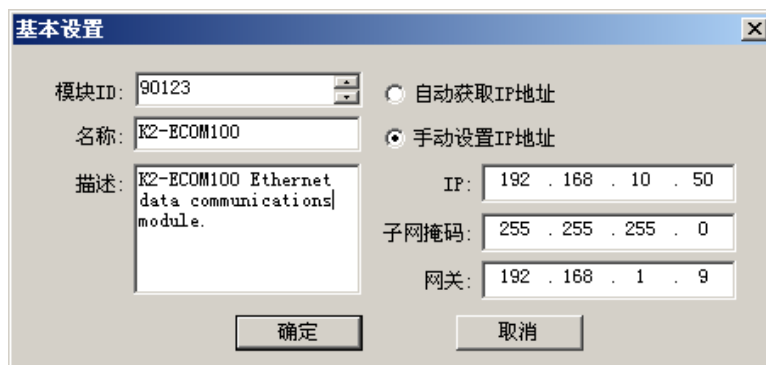 基本设置
模块ID: 90123
名称: K2-ECOM100
描述: K2-ECOM100 Ethernet
data communications
module.
自动获取IP地址
手动设置IP地址
IP: 192 . 168 . 10 . 50
子网掩码: 255 . 255 . 255 . 0
网关: 192 . 168 . 1 . 9
确定
取消